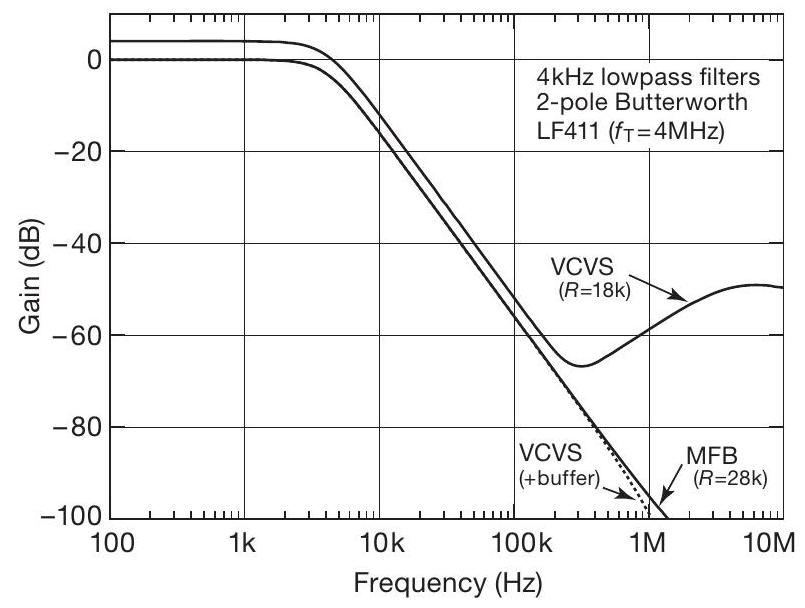 0
−20
−40
−60
−80
−100
Gain (dB)
4kHz lowpass filters
2-pole Butterworth
LF411 (fT=4MHz)
VCVS
(R=18k)
VCVS
(+buffer)
MFB
(R=28k)
100
1k
10k
100k
1M
10M
Frequency (Hz)